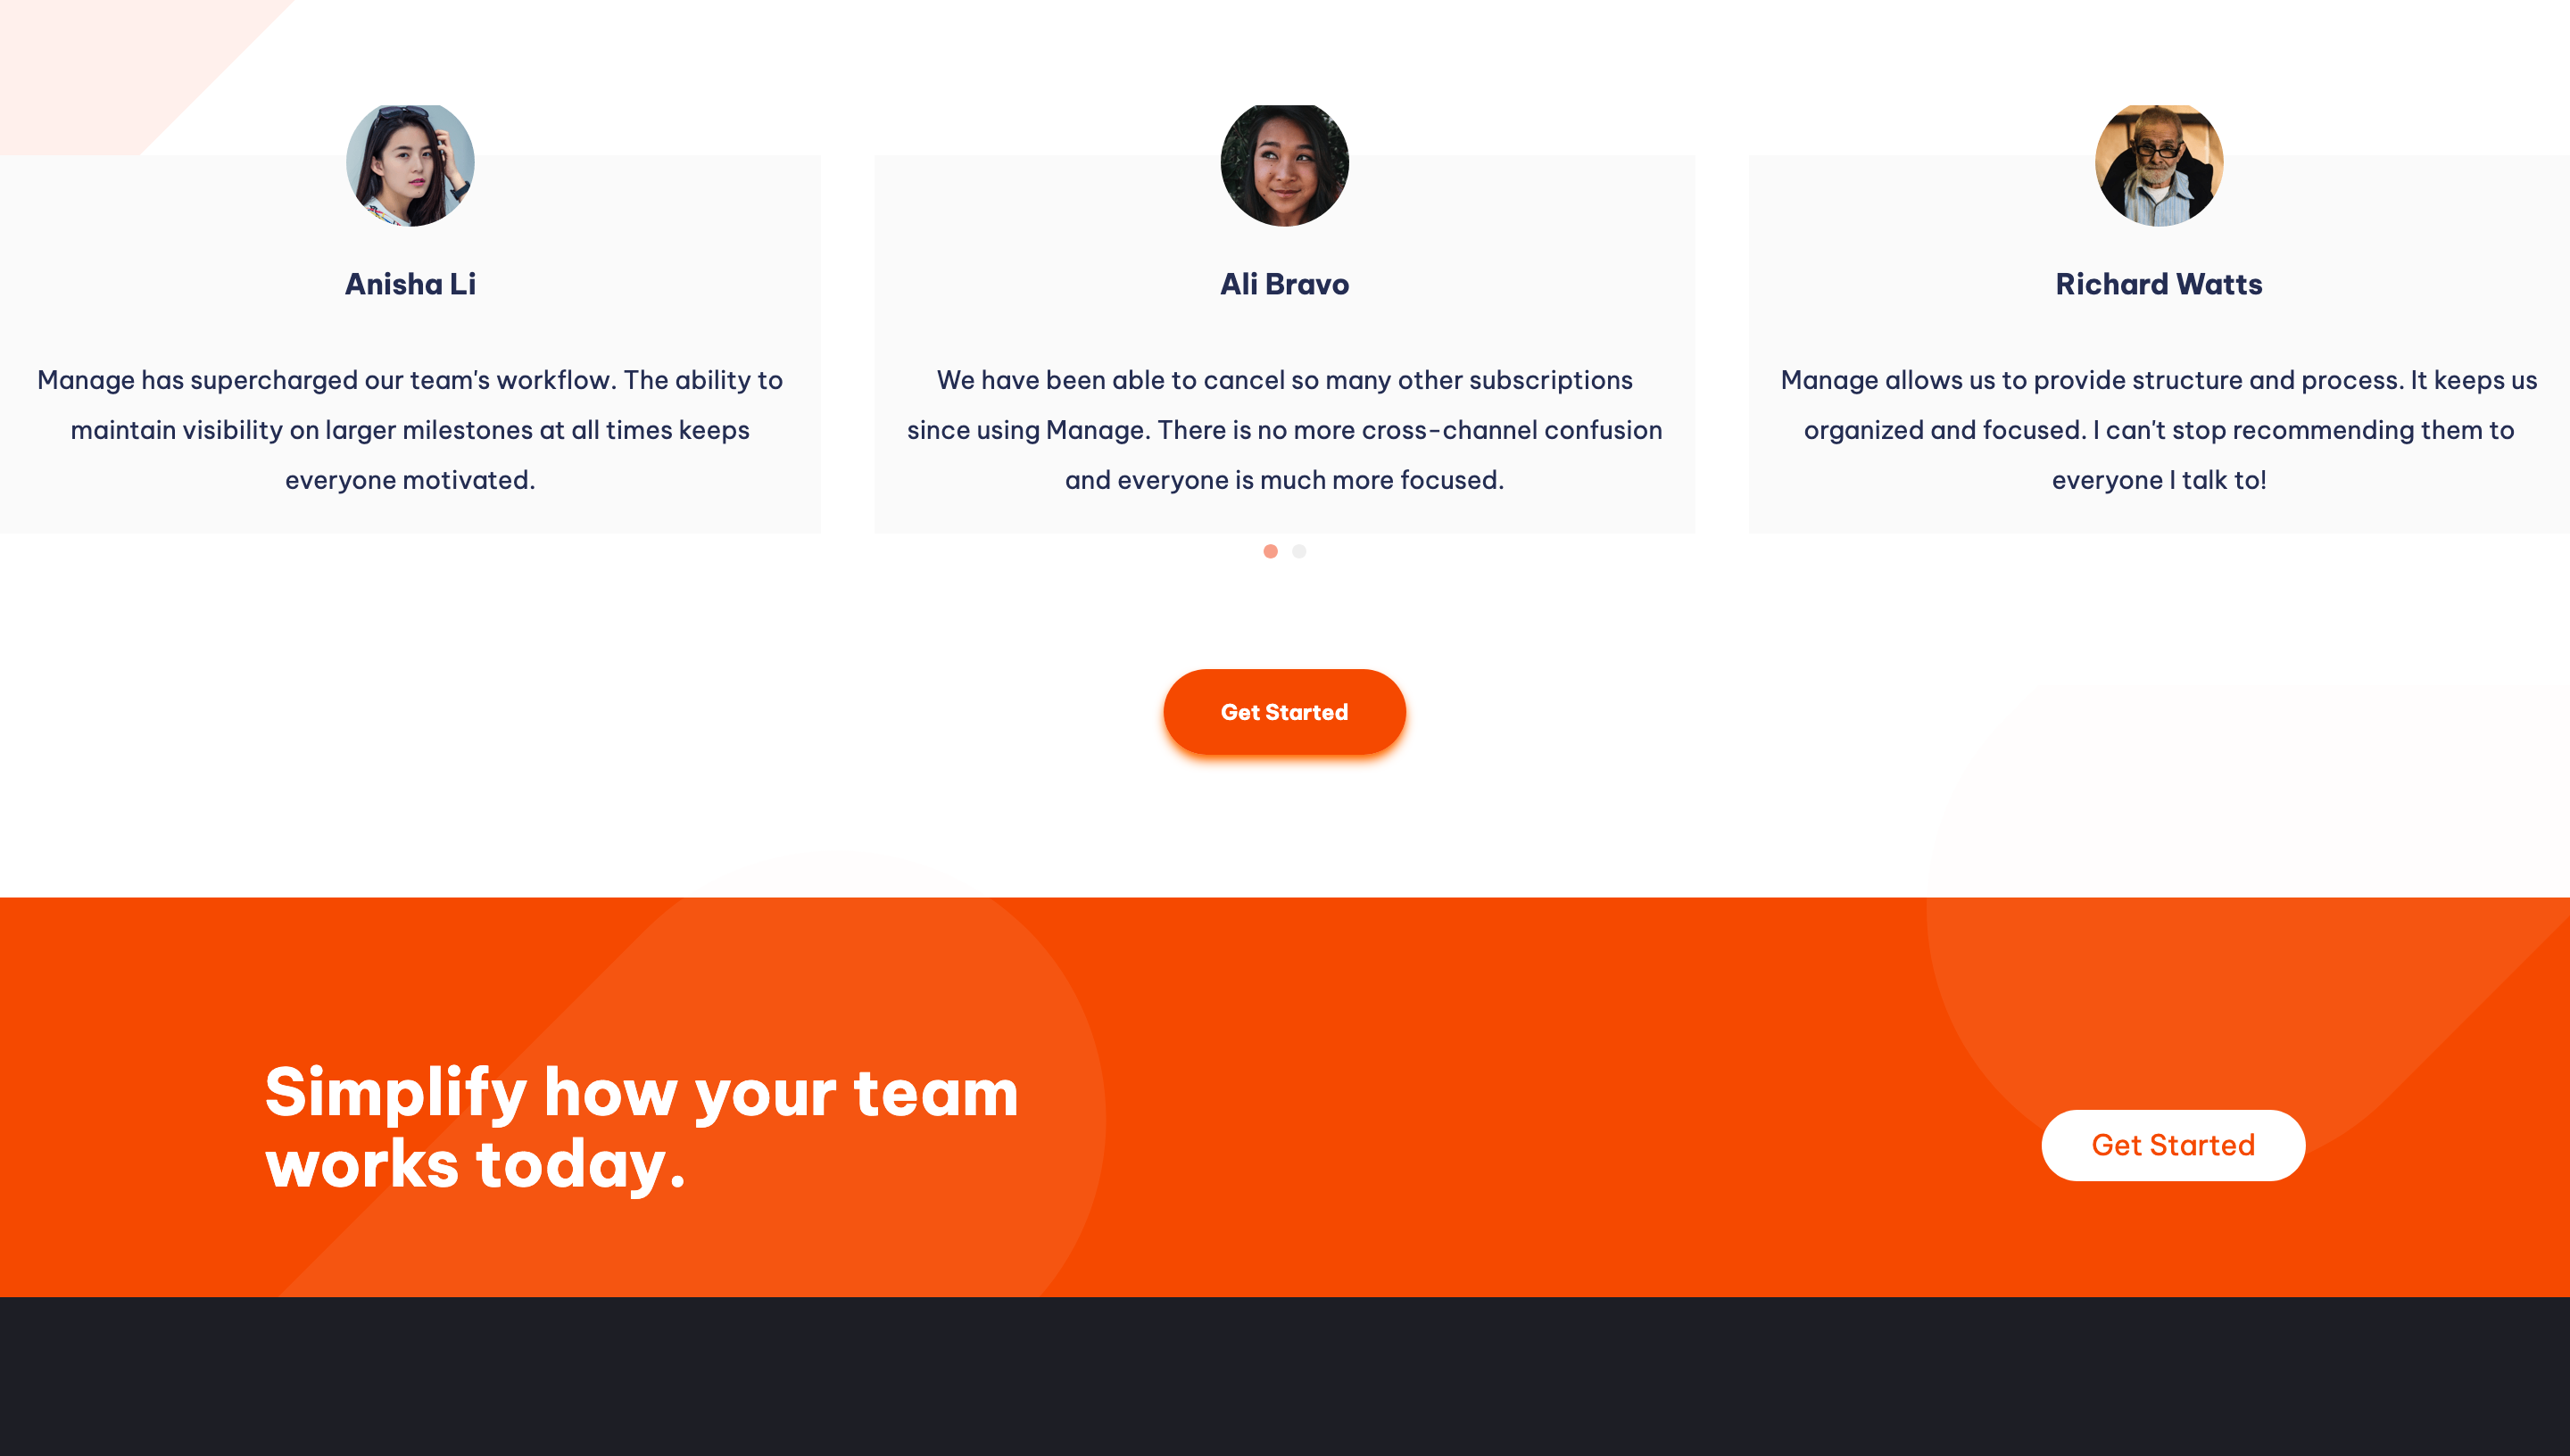 Anisha Li
Manage has supercharged our team's workflow. The ability to
maintain visibility on larger milestones at all times keeps
everyone motivated.
Ali Bravo
We have been able to cancel so many other subscriptions
since using Manage. There is no more cross-channel confusion
and everyone is much more focused.
Richard Watts
Manage allows us to provide structure and process. It keeps us
organized and focused. I can't stop recommending them to
everyone I talk to!
Get Started
Simplify how your team
works today.
Get Started